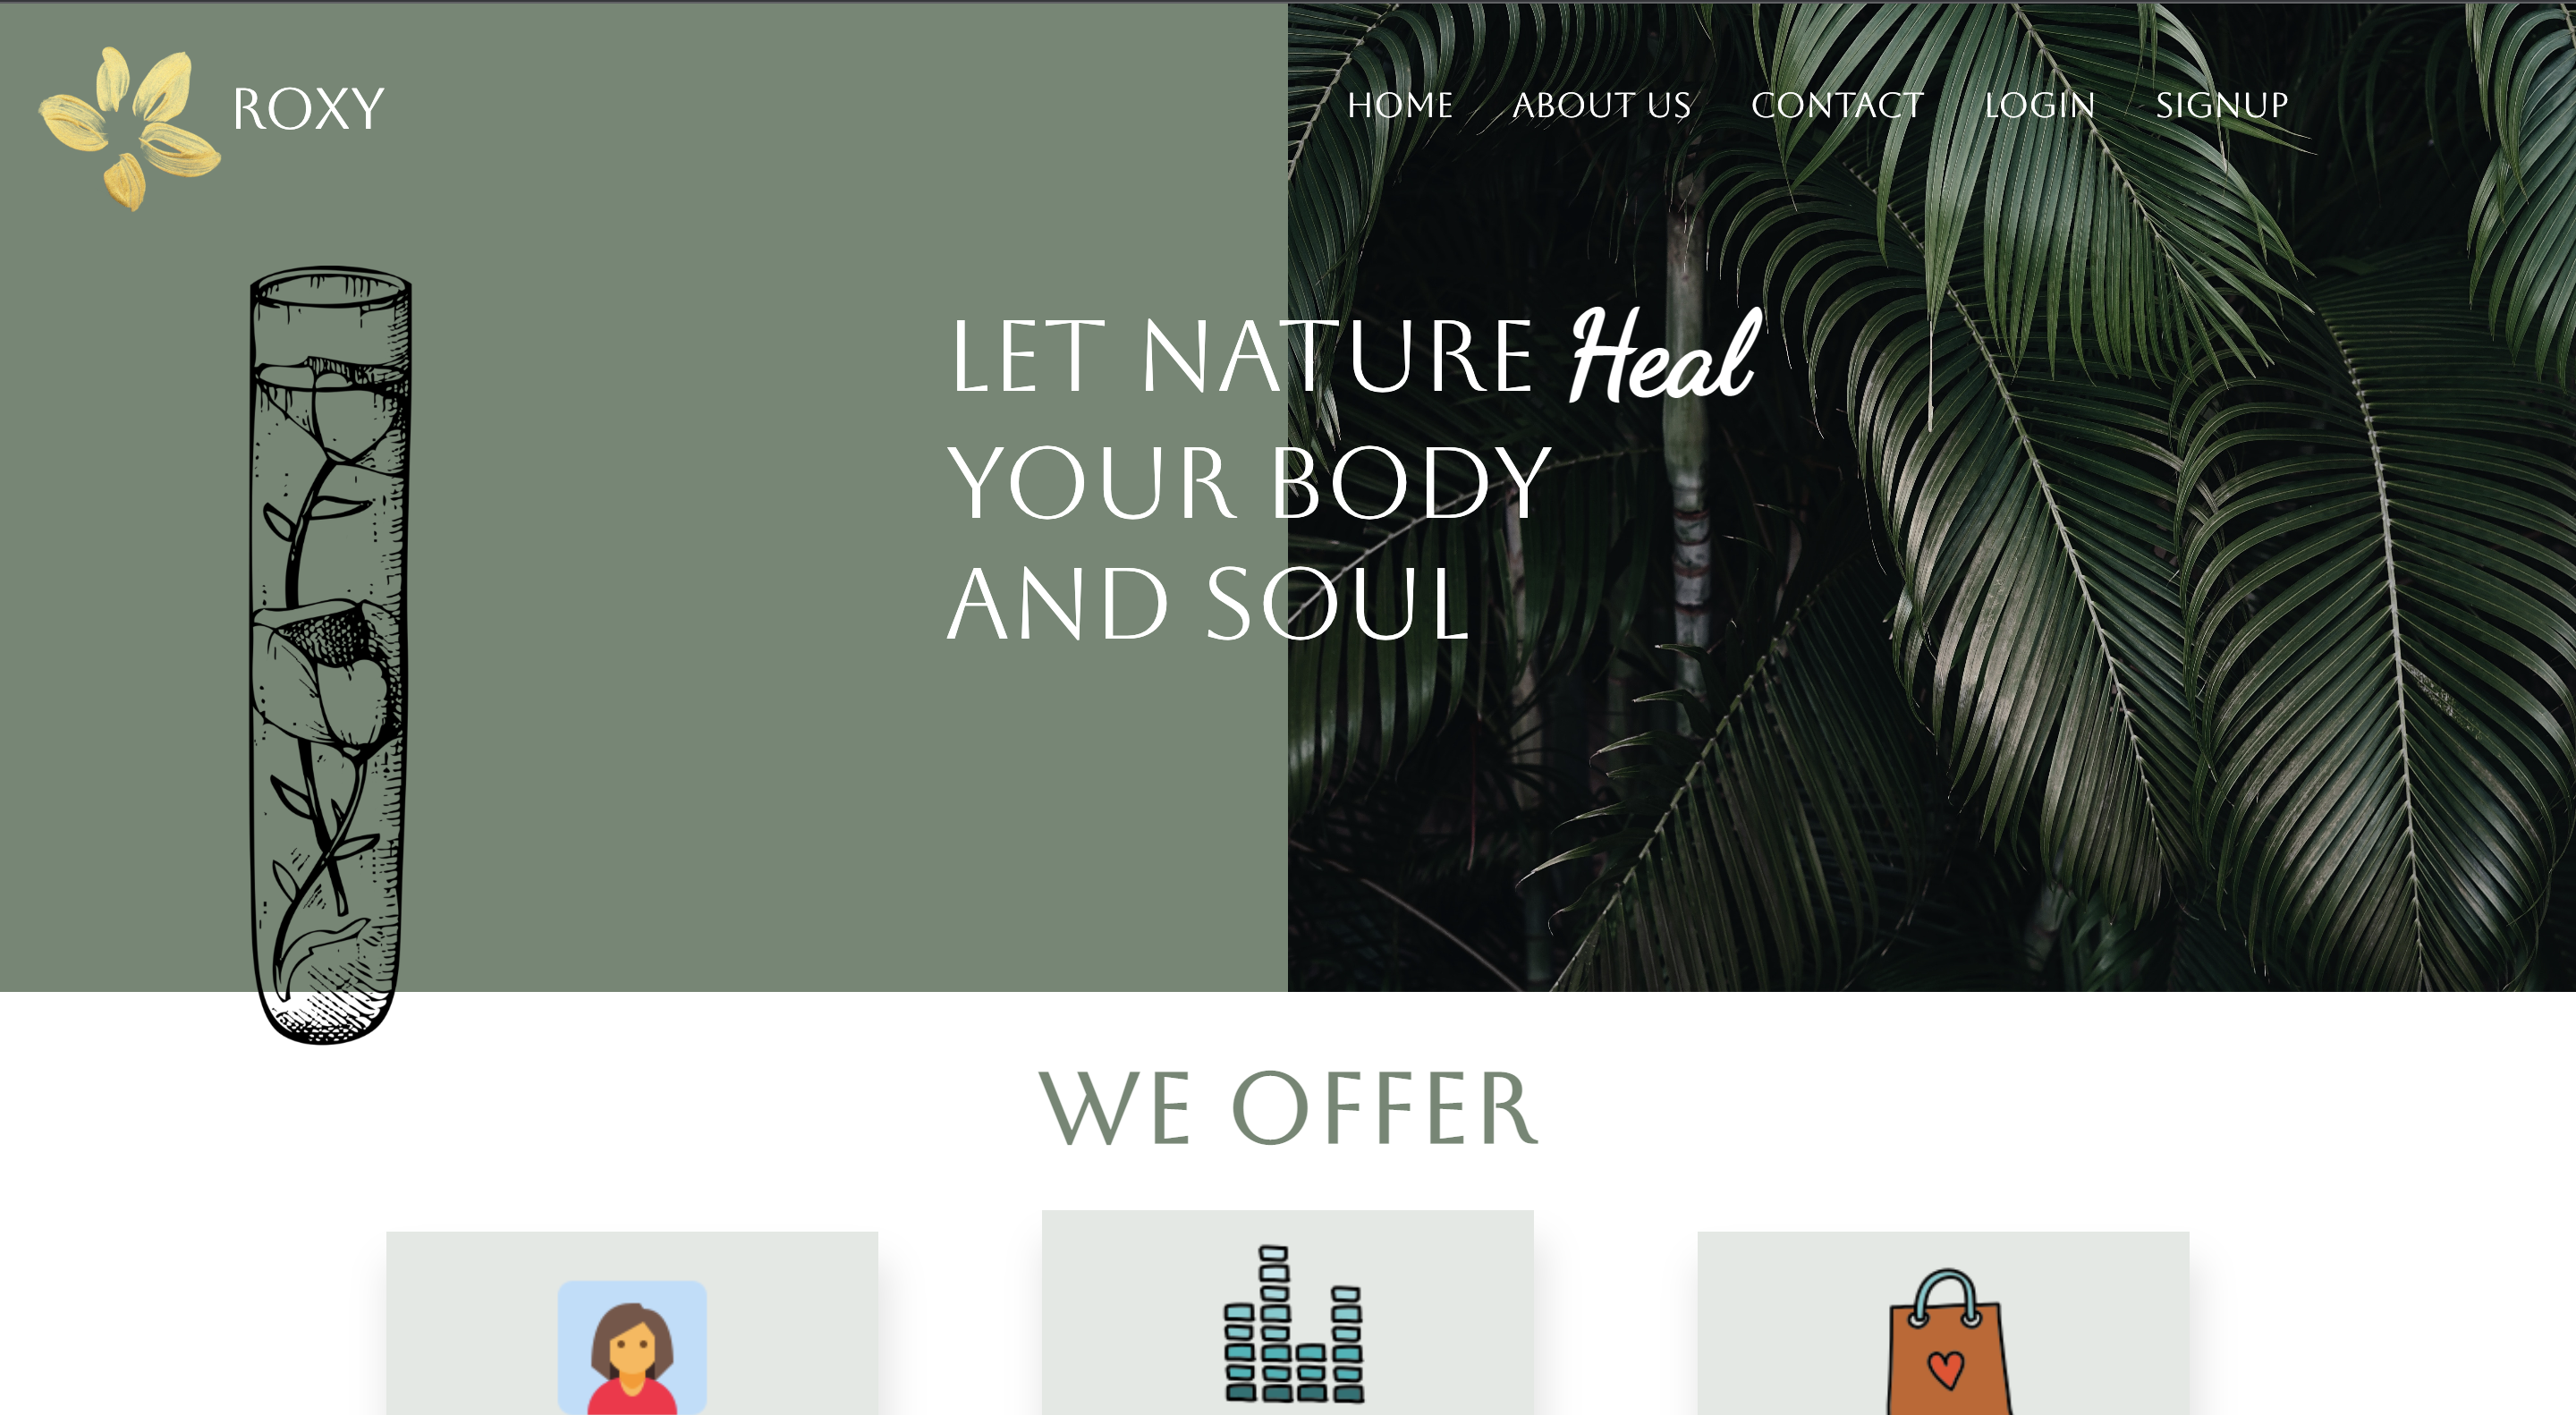 ROXY
HOME ABOUT US CONTACT LOGIN SIGNUP
LET NATURE Heal
YOUR BODY
AND SOUL
WE OFFER